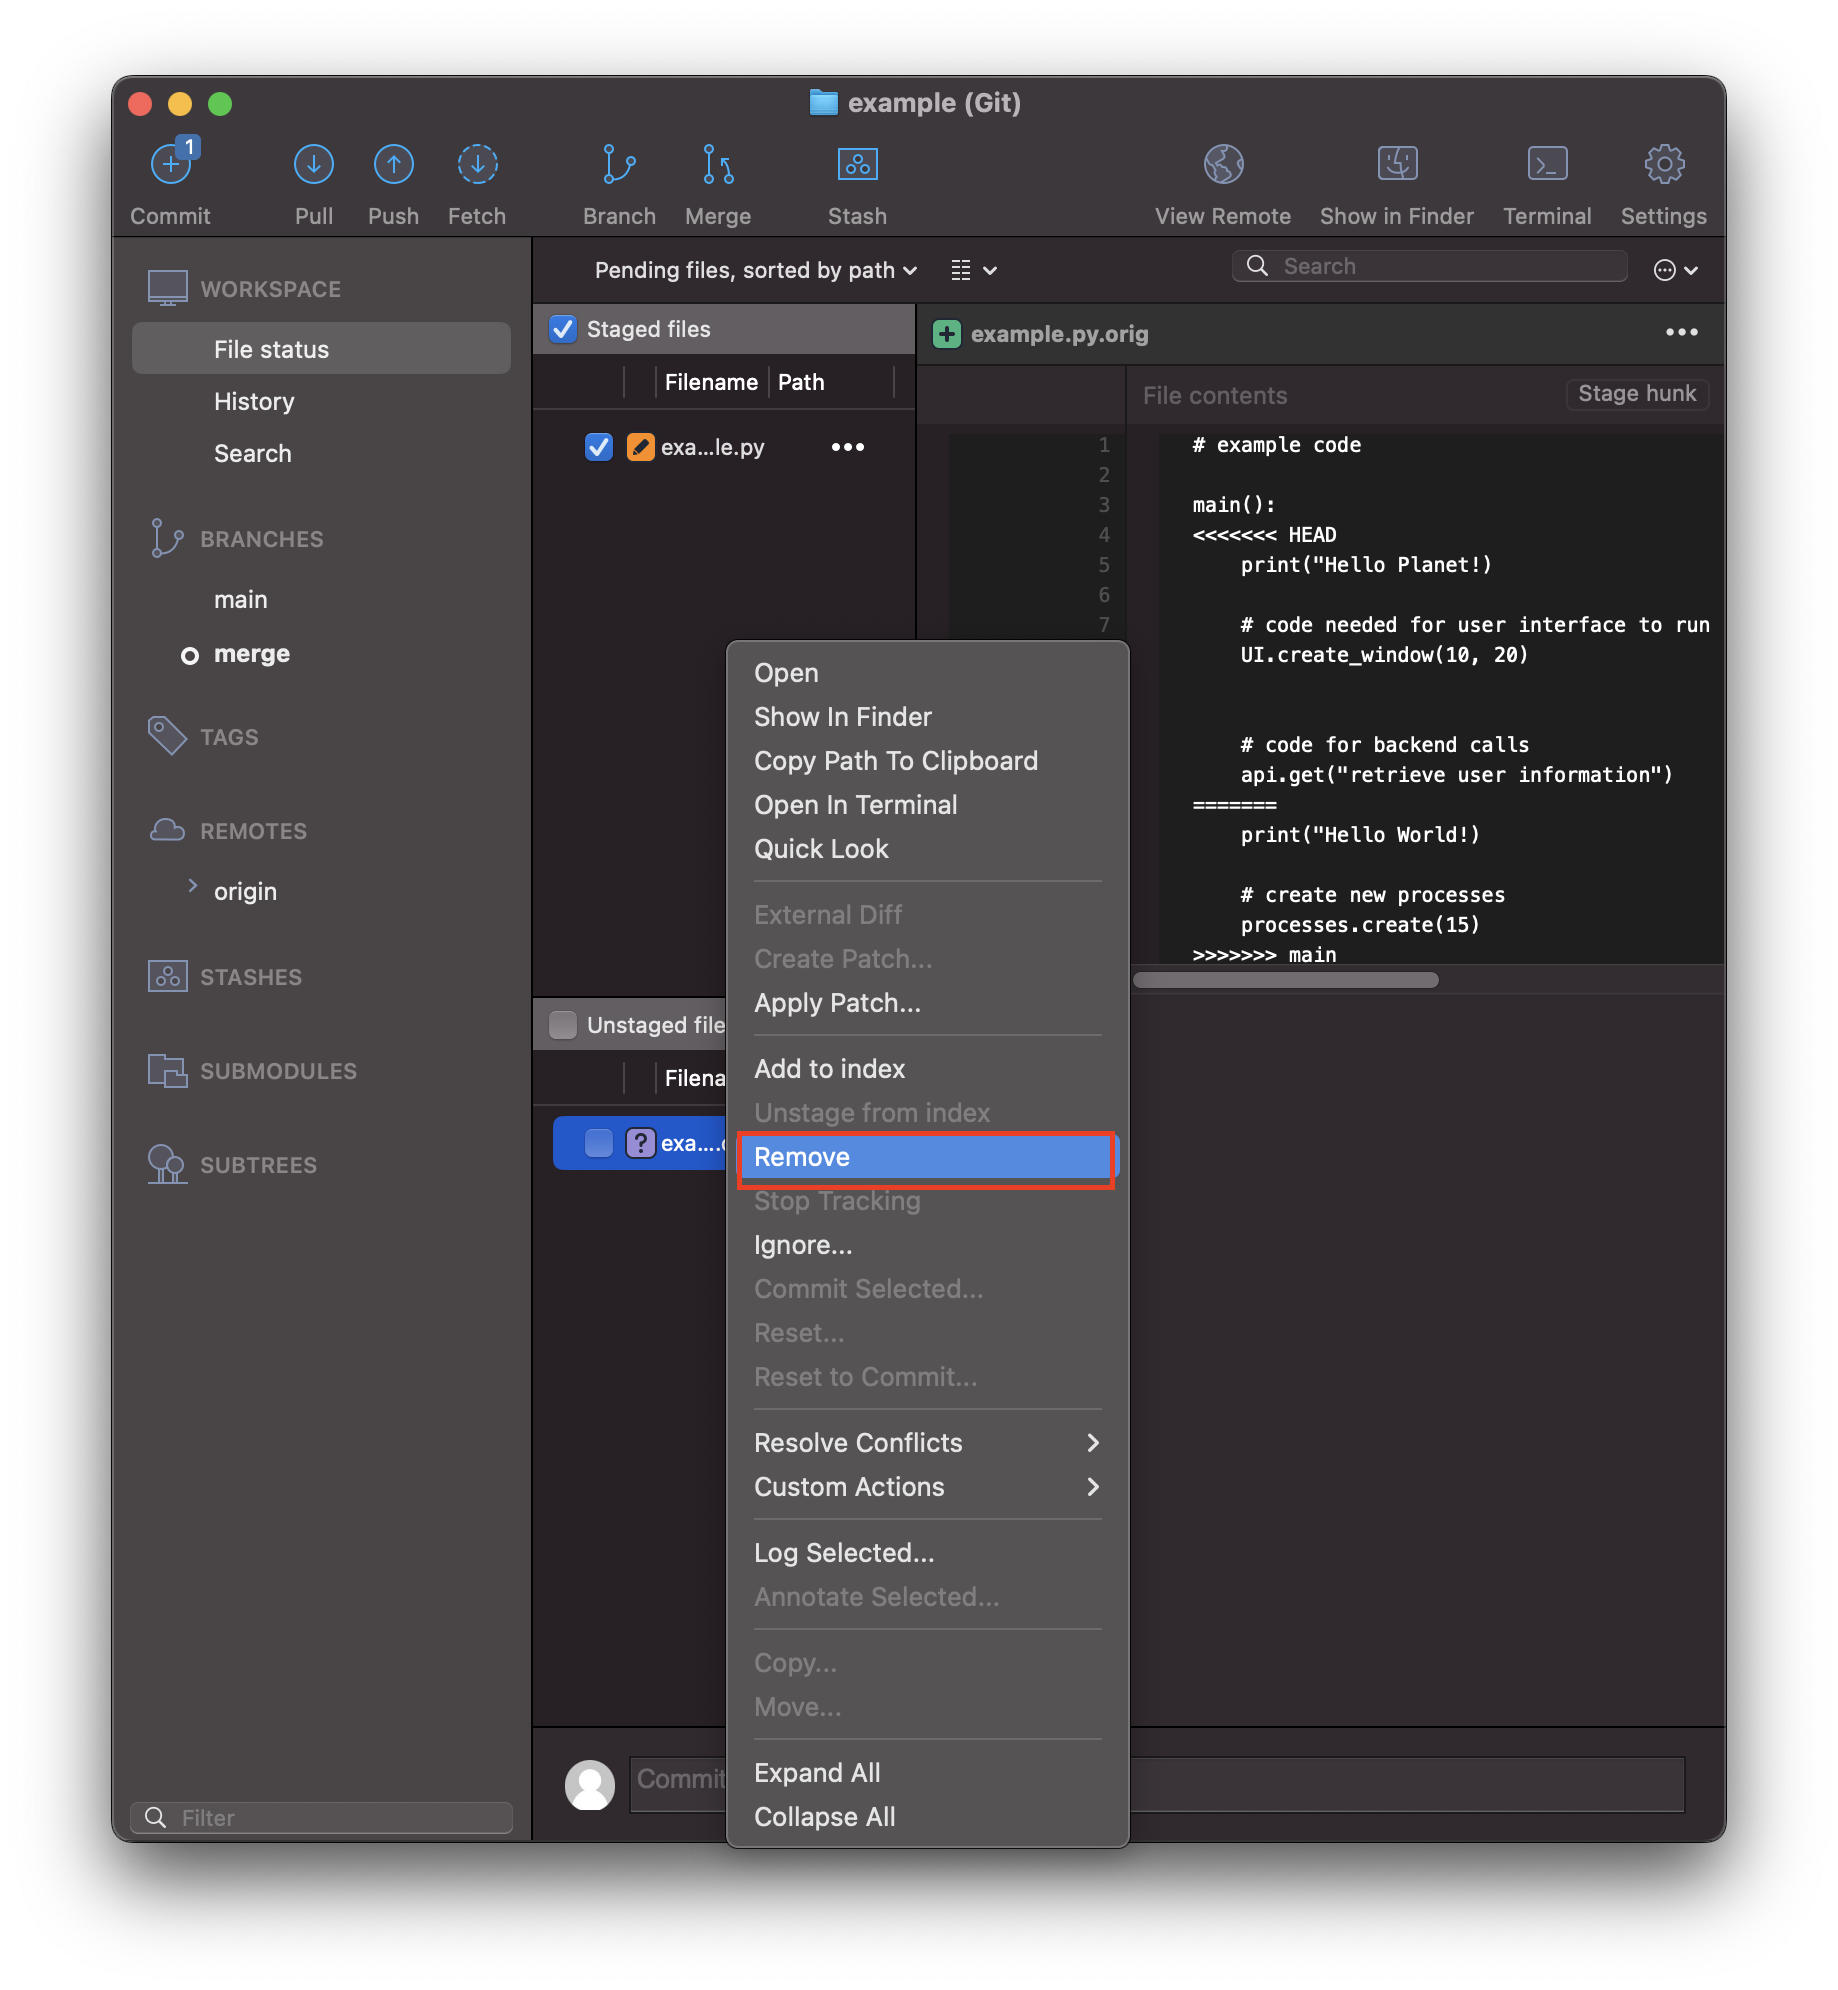 example (Git)
1
Commit Pull Push Fetch Branch Merge Stash View Remote Show in Finder Terminal Settings
WORKSPACE
File status
History
Search
BRANCHES
main
merge
TAGS
REMOTES
origin
STASHES
SUBMODULES
SUBTREES
Filter
Pending files, sorted by path
Search
Staged files
Filename Path
exa...le.py
Unstaged file
Filena
exa....
Commit
example.py.orig
File contents Stage hunk
1 # example code
2
3 main():
4 <<<<<<< HEAD
5 print("Hello Planet!)
6
7 # code needed for user interface to run
UI.create_window(10, 20)
# code for backend calls
api.get("retrieve user information")
=======
print("Hello World!)
# create new processes
processes.create(15)
>>>>>>> main
Open
Show In Finder
Copy Path To Clipboard
Open In Terminal
Quick Look
External Diff
Create Patch...
Apply Patch...
Add to index
Unstage from index
Remove
Stop Tracking
Ignore...
Commit Selected...
Reset...
Reset to Commit...
Resolve Conflicts
Custom Actions
Log Selected...
Annotate Selected...
Copy...
Move...
Expand All
Collapse All